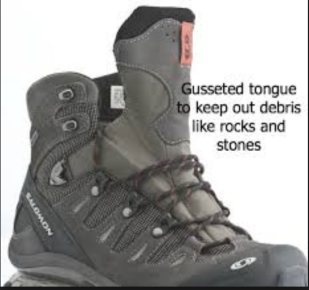 Gusseted tongue
to keep out debris
like rocks and
stones
SALOMON